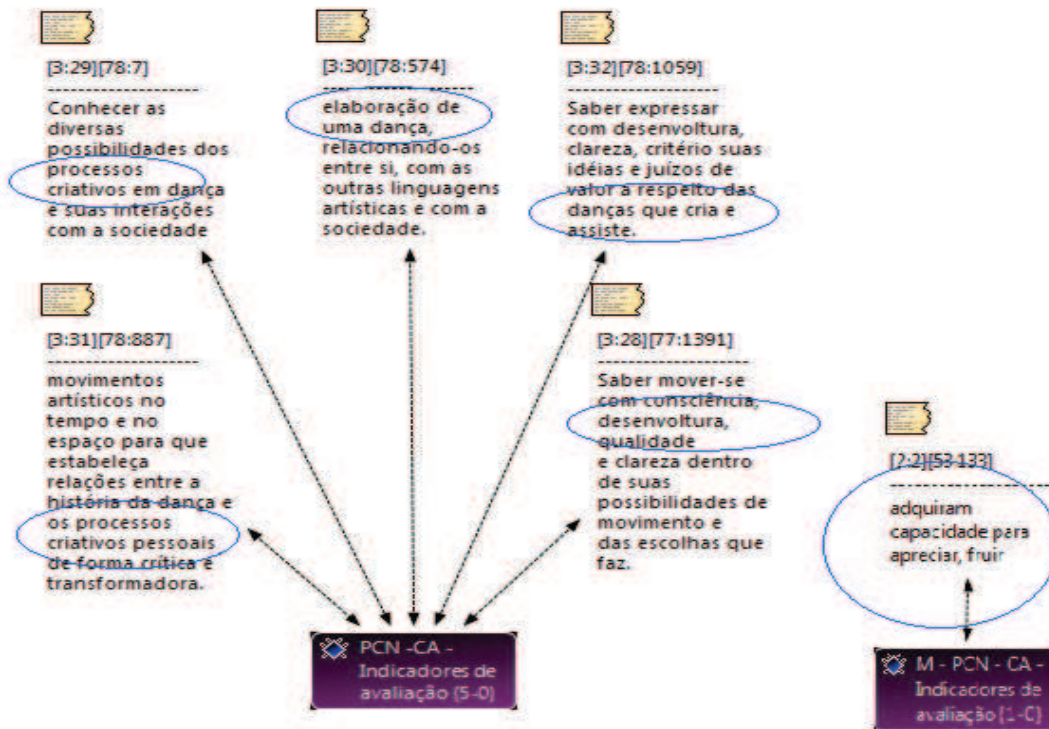 [3:29][78:7]
--------------------
Conhecer as
diversas
possibilidades dos
processos
criativos em dança
e suas interações
com a sociedade
[3:30][78:574]
--------------------
elaboração de
uma dança,
relacionando-os
entre si, com as
outras linguagens
artísticas e com a
sociedade.
[3:32][78:1059]
--------------------
Saber expressar
com desenvoltura,
clareza, critério suas
idéias e juízos de
valor a respeito das
danças que cria e
assiste.
[3:31][78:887]
--------------------
movimentos
artísticos no
tempo e no
espaço para que
estabeleça
relações entre a
história da dança e
os processos
criativos pessoais
de forma crítica e
transformadora.
[3:28][77:1391]
--------------------
Saber mover-se
com consciência,
desenvoltura,
qualidade
e clareza dentro
de suas
possibilidades de
movimento e
das escolhas que
faz.
[2:2][53:133]
--------------------
adquiram
capacidade para
apreciar, fruir
PCN -CA -
Indicadores de
avaliação {5-0}
M - PCN - CA -
Indicadores de
avaliação {1-0}